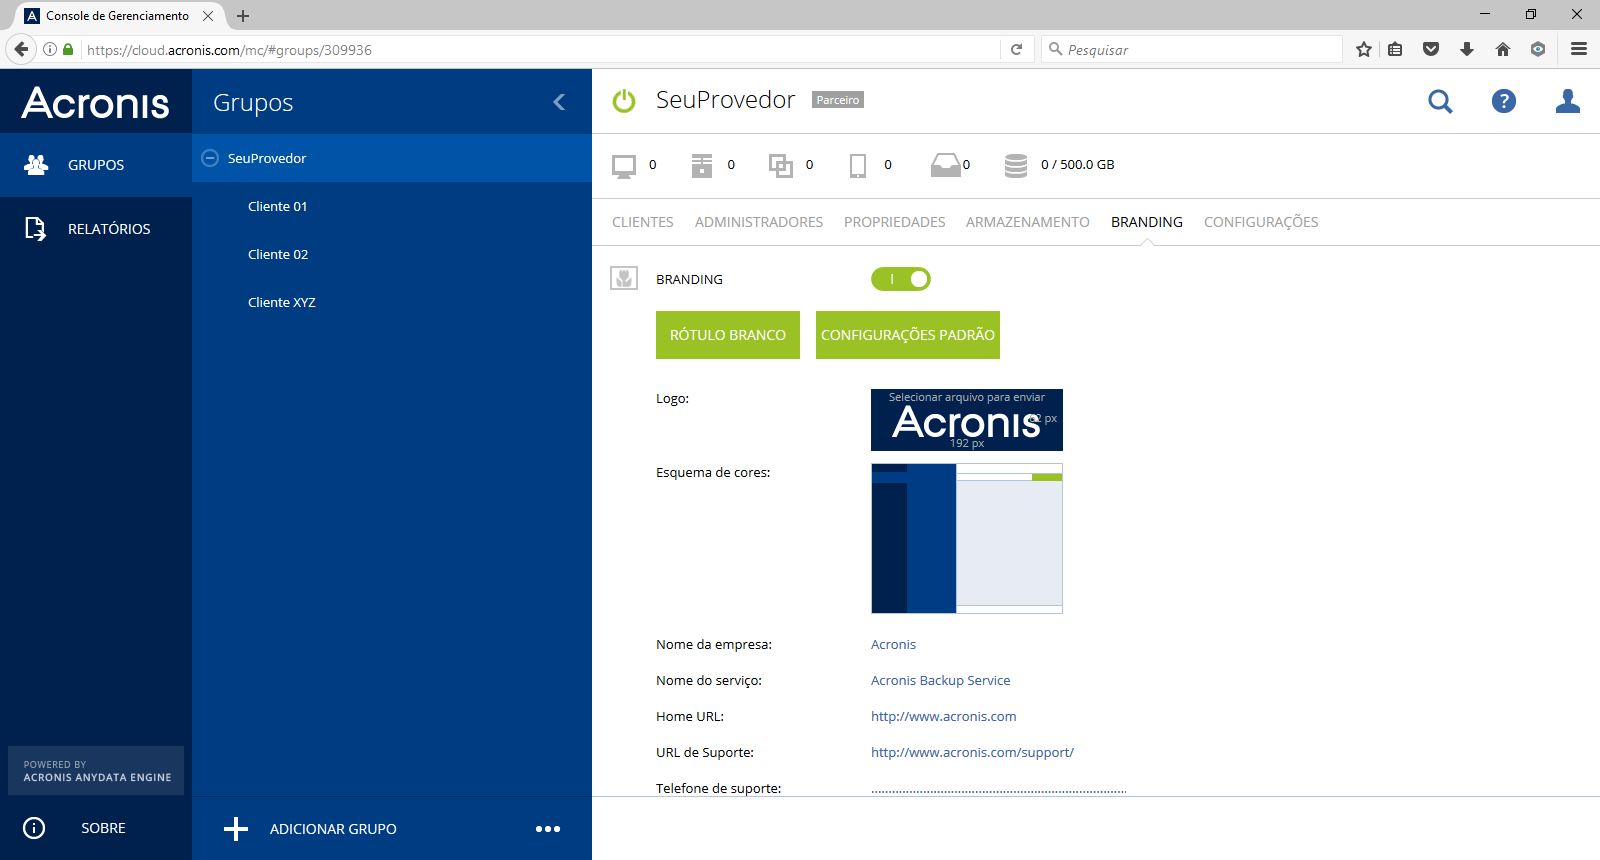 Console de Gerenciamento
https://cloud.acronis.com/mc/#groups/309936
Pesquisar
Acronis
GRUPOS
RELATÓRIOS
POWERED BY
ACRONIS ANYDATA ENGINE
SOBRE
Grupos
SeuProvedor
Cliente 01
Cliente 02
Cliente XYZ
ADICIONAR GRUPO
SeuProvedor Parceiro
0 0 0 0 0 0 / 500.0 GB
CLIENTES ADMINISTRADORES PROPRIEDADES ARMAZENAMENTO BRANDING CONFIGURAÇÕES
BRANDING
RÓTULO BRANCO CONFIGURAÇÕES PADRÃO
Logo:
Selecionar arquivo para enviar
Acronis
px
192 px
Esquema de cores:
Nome da empresa: Acronis
Nome do serviço: Acronis Backup Service
Home URL: http://www.acronis.com
URL de Suporte: http://www.acronis.com/support/
Telefone de suporte: